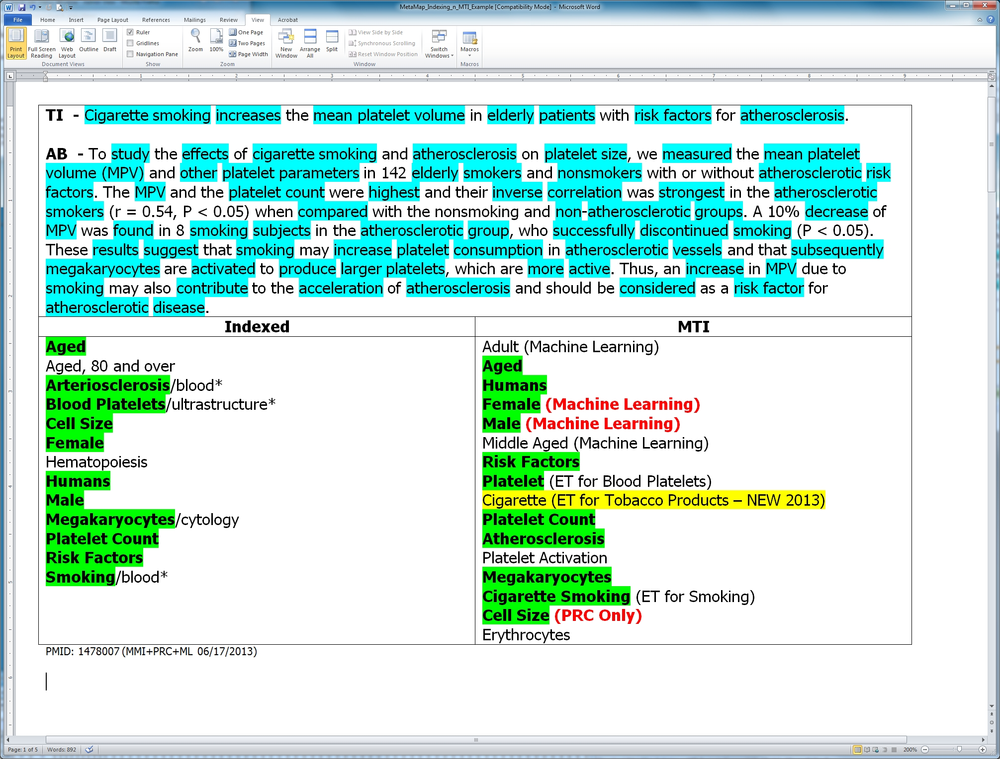 MetaMap_Indexing_n_MTI_Example [Compatibility Mode] - Microsoft Word
File Home Insert Page Layout References Mailings Review View Acrobat
Print Layout
Full Screen Reading
Web Layout
Outline
Draft
Document Views
Ruler
Gridlines
Navigation Pane
Show
Zoom
100%
One Page
Two Pages
Page Width
Zoom
New Window
Arrange All
Split
View Side by Side
Synchronous Scrolling
Reset Window Position
Window
Switch Windows
Macros
Macros
1 2 3 4 5 6 7 8 9
TI - Cigarette smoking increases the mean platelet volume in elderly patients with risk factors for atherosclerosis.
AB - To study the effects of cigarette smoking and atherosclerosis on platelet size, we measured the mean platelet
volume (MPV) and other platelet parameters in 142 elderly smokers and nonsmokers with or without atherosclerotic risk
factors. The MPV and the platelet count were highest and their inverse correlation was strongest in the atherosclerotic
smokers (r = 0.54, P < 0.05) when compared with the nonsmoking and non-atherosclerotic groups. A 10% decrease of
MPV was found in 8 smoking subjects in the atherosclerotic group, who successfully discontinued smoking (P < 0.05).
These results suggest that smoking may increase platelet consumption in atherosclerotic vessels and that subsequently
megakaryocytes are activated to produce larger platelets, which are more active. Thus, an increase in MPV due to
smoking may also contribute to the acceleration of atherosclerosis and should be considered as a risk factor for
atherosclerotic disease.
Indexed
Aged
Aged, 80 and over
Arteriosclerosis/blood*
Blood Platelets/ultrastructure*
Cell Size
Female
Hematopoiesis
Humans
Male
Megakaryocytes/cytology
Platelet Count
Risk Factors
Smoking/blood*
MTI
Adult (Machine Learning)
Aged
Humans
Female (Machine Learning)
Male (Machine Learning)
Middle Aged (Machine Learning)
Risk Factors
Platelet (ET for Blood Platelets)
Cigarette (ET for Tobacco Products – NEW 2013)
Platelet Count
Atherosclerosis
Platelet Activation
Megakaryocytes
Cigarette Smoking (ET for Smoking)
Cell Size (PRC Only)
Erythrocytes
PMID: 1478007 (MMI+PRC+ML 06/17/2013)
Page: 1 of 5 Words: 892 200%